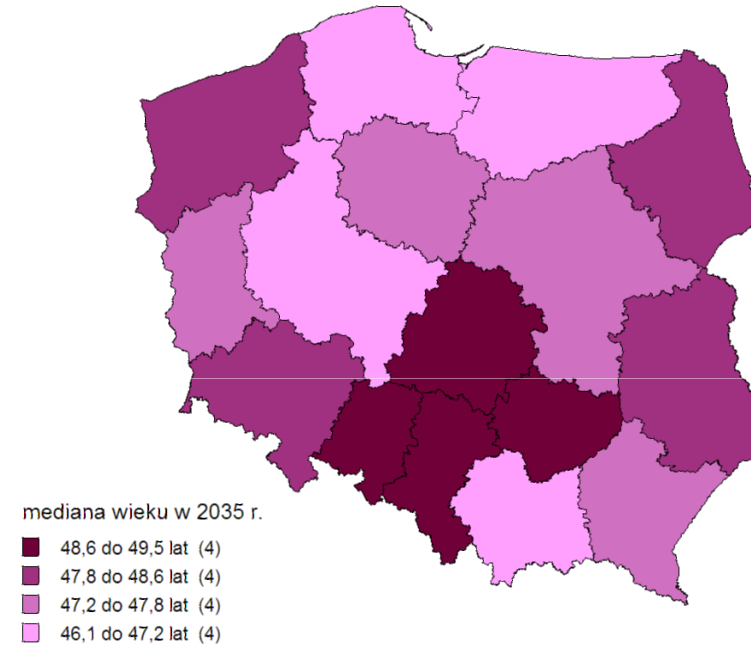 mediana wieku w 2035 r.
48,6 do 49,5 lat (4)
47,8 do 48,6 lat (4)
47,2 do 47,8 lat (4)
46,1 do 47,2 lat (4)